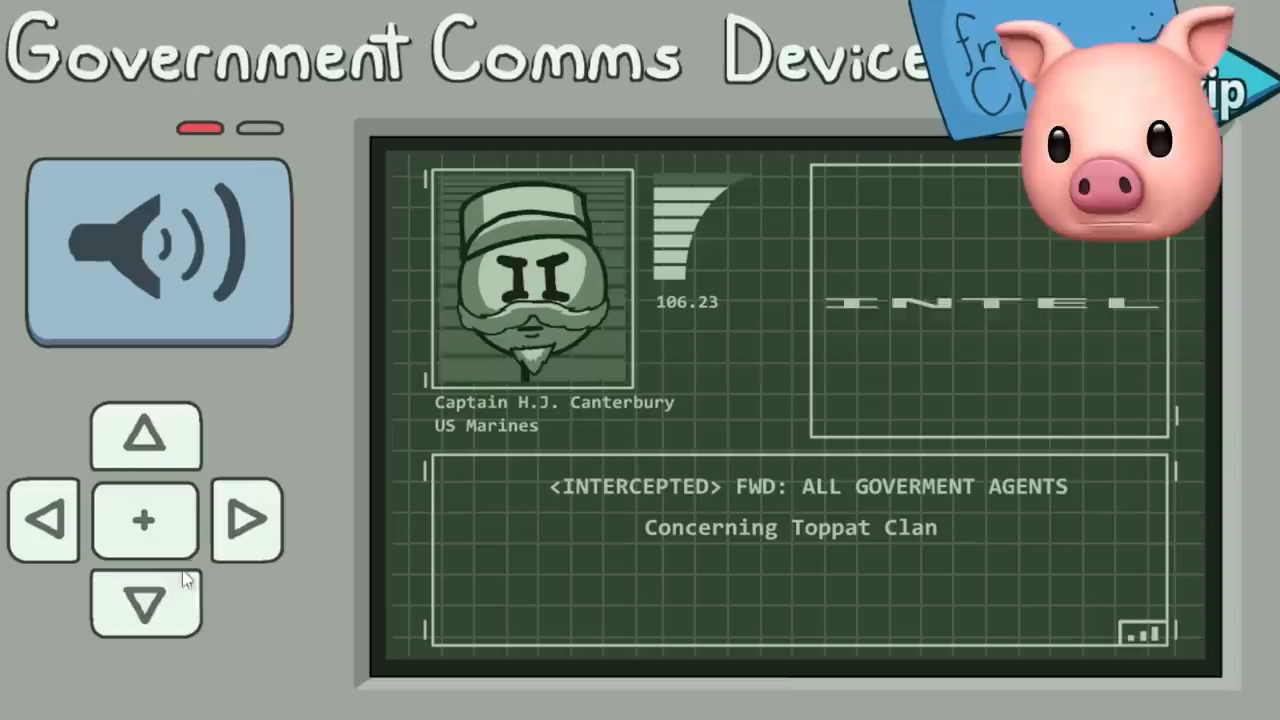 Government Comms Device
106.23
INTEL
Captain H.J. Canterbury
US Marines
<INTERCEPTED> FWD: ALL GOVERMENT AGENTS
Concerning Toppat Clan